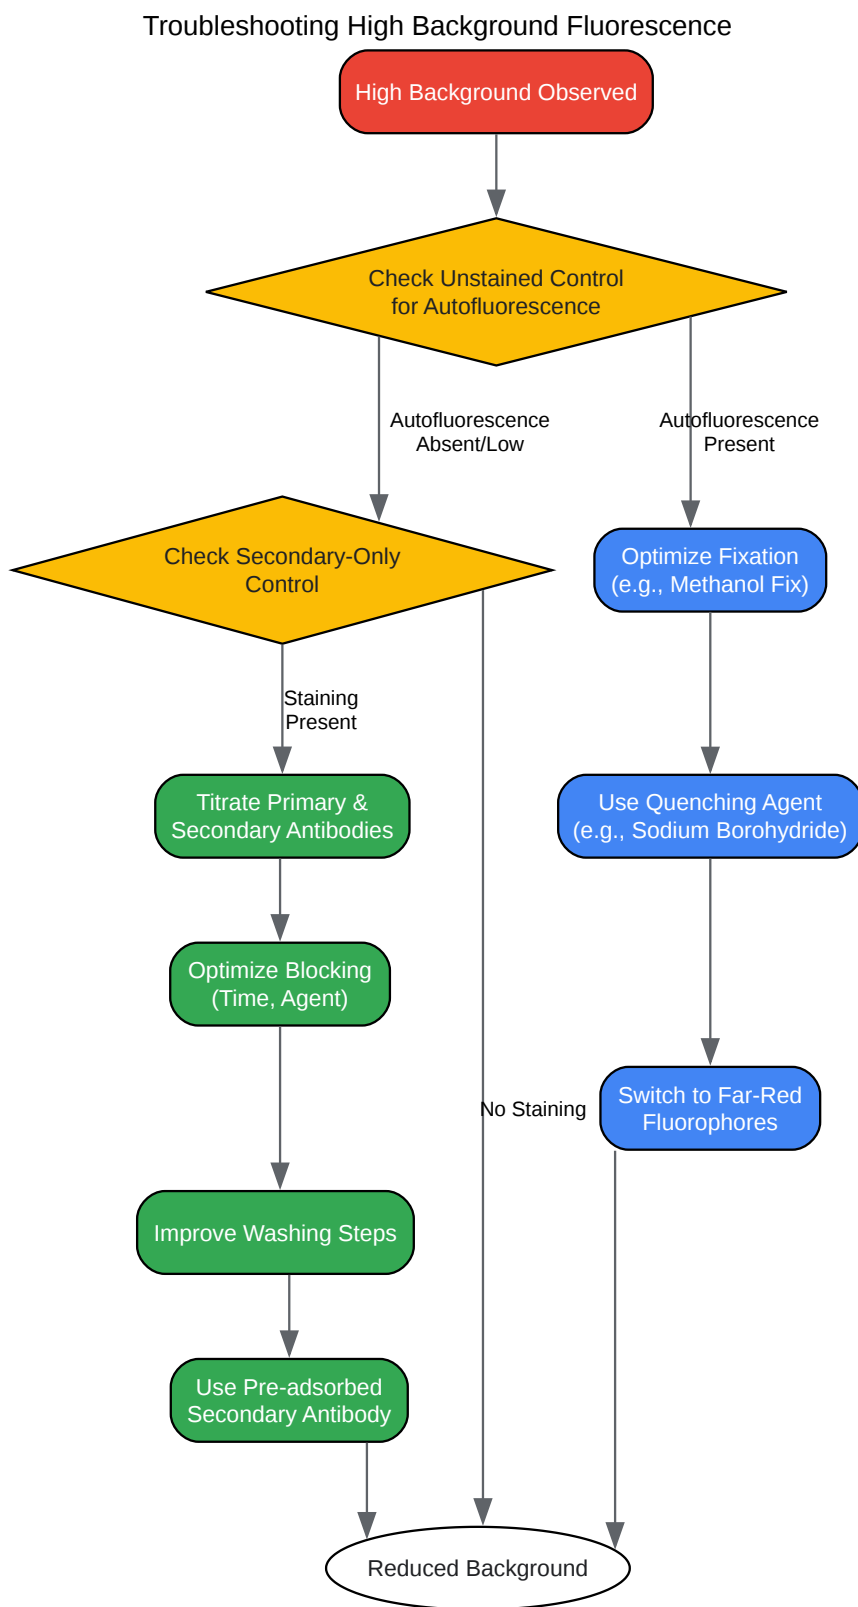 Troubleshooting High Background Fluorescence
High Background Observed
Check Unstained Control
for Autofluorescence
Autofluorescence
Absent/Low
Autofluorescence
Present
Check Secondary-Only
Control
Optimize Fixation
(e.g., Methanol Fix)
Staining
Present
Titrate Primary &
Secondary Antibodies
Use Quenching Agent
(e.g., Sodium Borohydride)
Optimize Blocking
(Time, Agent)
No Staining
Switch to Far-Red
Fluorophores
Improve Washing Steps
Use Pre-adsorbed
Secondary Antibody
Reduced Background